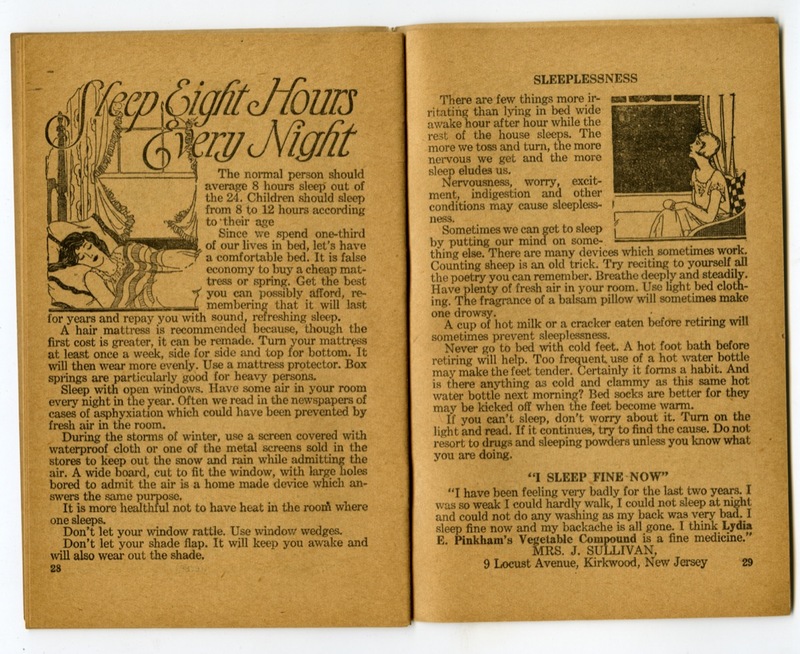 Sleep Eight Hours
Every Night
The normal person should
average 8 hours sleep out of
the 24. Children should sleep
from 8 to 12 hours according
to their age
Since we spend one-third
of our lives in bed, let's have
a comfortable bed. It is false
economy to buy a cheap mat-
tress or spring. Get the best
you can possibly afford, re-
membering that it will last
for years and repay you with sound, refreshing sleep.
A hair mattress is recommended because, though the
first cost is greater, it can be remade. Turn your mattress
at least once a week, side for side and top for bottom. It
will then wear more evenly. Use a mattress protector. Box
springs are particularly good for heavy persons.
Sleep with open windows. Have some air in your room
every night in the year. Often we read in the newspapers of
cases of asphyxiation which could have been prevented by
fresh air in the room.
During the storms of winter, use a screen covered with
waterproof cloth or one of the metal screens sold in the
stores to keep out the snow and rain while admitting the
air. A wide board, cut to fit the window, with large holes
bored to admit the air is a home made device which an-
swers the same purpose.
It is more healthful not to have heat in the room where
one sleeps.
Don't let your window rattle. Use window wedges.
Don't let your shade flap. It will keep you awake and
will also wear out the shade.
28
SLEEPLESSNESS
There are few things more ir-
ritating than lying in bed wide
awake hour after hour while the
rest of the house sleeps. The
more we toss and turn, the more
nervous we get and the more
sleep eludes us.
Nervousness, worry, excit-
ment, indigestion and other
conditions may cause sleepless-
ness.
Sometimes we can get to sleep
by putting our mind on some-
thing else. There are many devices which sometimes work.
Counting sheep is an old trick. Try reciting to yourself all
the poetry you can remember. Breathe deeply and steadily.
Have plenty of fresh air in your room. Use light bed cloth-
ing. The fragrance of a balsam pillow will sometimes make
one drowsy.
A cup of hot milk or a cracker eaten before retiring will
sometimes prevent sleeplessness.
Never go to bed with cold feet. A hot foot bath before
retiring will help. Too frequent use of a hot water bottle
may make the feet tender. Certainly it forms a habit. And
is there anything as cold and clammy as this same hot
water bottle next morning? Bed socks are better for they
may be kicked off when the feet become warm.
If you can't sleep, don't worry about it. Turn on the
light and read. If it continues, try to find the cause. Do not
resort to drugs and sleeping powders unless you know what
you are doing.
"I SLEEP FINE NOW"
"I have been feeling very badly for the last two years. I
was so weak I could hardly walk, I could not sleep at night
and could not do any washing as my back was very bad. I
sleep fine now and my backache is all gone. I think Lydia
E. Pinkham's Vegetable Compound is a fine medicine."
MRS. J. SULLIVAN,
9 Locust Avenue, Kirkwood, New Jersey
29